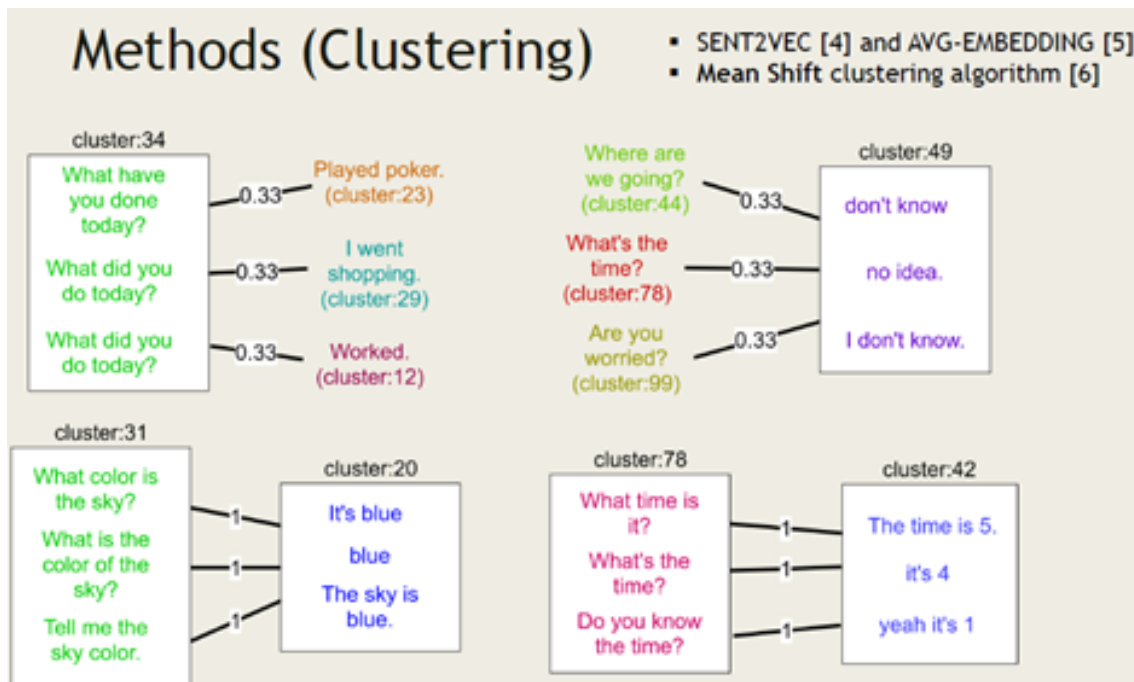 Methods (Clustering)
▪ SENT2VEC [4] and AVG-EMBEDDING [5]
▪ Mean Shift clustering algorithm [6]
cluster:34
What have
you done
today?
What did you
do today?
What did you
do today?
0.33
0.33
0.33
Played poker.
(cluster:23)
I went
shopping.
(cluster:29)
Worked.
(cluster:12)
Where are
we going?
(cluster:44)
What's the
time?
(cluster:78)
Are you
worried?
(cluster:99)
0.33
0.33
0.33
cluster:49
don't know
no idea.
I don't know.
cluster:31
What color is
the sky?
What is the
color of the
sky?
Tell me the
sky color.
1
1
1
cluster:20
It's blue
blue
The sky is
blue.
cluster:78
What time is
it?
What's the
time?
Do you know
the time?
1
1
1
cluster:42
The time is 5.
it's 4
yeah it's 1